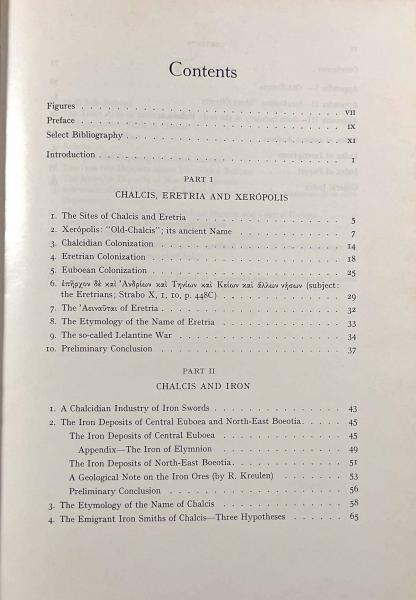 Contents
Figures . . . . . . . . . . . . . . . . . . . . . . . . VII
Preface . . . . . . . . . . . . . . . . . . . . . . . . IX
Select Bibliography . . . . . . . . . . . . . . . . . . . XI
Introduction . . . . . . . . . . . . . . . . . . . . . . 1
PART I
CHALCIS, ERETRIA AND XERÓPOLIS
1. The Sites of Chalcis and Eretria . . . . . . . . . . . . . 5
2. Xerópolis: "Old-Chalcis"; its ancient Name . . . . . . . . . 7
3. Chalcidian Colonization . . . . . . . . . . . . . . . . 14
4. Eretrian Colonization . . . . . . . . . . . . . . . . . 18
5. Euboean Colonization . . . . . . . . . . . . . . . . . 25
6. ἐπῆρχον δὲ καὶ Ἀνδρίων καὶ Τηνίων καὶ Κείων καὶ ἄλλων νήσων (subject:
the Eretrians; Strabo X, 1, 10, p. 448C) . . . . . . . . . . . 29
7. The Ἀειναῦται of Eretria . . . . . . . . . . . . . . . . 32
8. The Etymology of the Name of Eretria . . . . . . . . . . . 33
9. The so-called Lelantine War . . . . . . . . . . . . . . . 34
10. Preliminary Conclusion . . . . . . . . . . . . . . . . 37
PART II
CHALCIS AND IRON
1. A Chalcidian Industry of Iron Swords . . . . . . . . . . . 43
2. The Iron Deposits of Central Euboea and North-East Boeotia . . . . 45
The Iron Deposits of Central Euboea . . . . . . . . . . . . 45
Appendix—The Iron of Elymnion . . . . . . . . . . . . . 49
The Iron Deposits of North-East Boeotia . . . . . . . . . . . 51
A Geological Note on the Iron Ores (by R. Kreulen) . . . . . . 53
Preliminary Conclusion . . . . . . . . . . . . . . . . 56
3. The Etymology of the Name of Chalcis . . . . . . . . . . . 58
4. The Emigrant Iron Smiths of Chalcis—Three Hypotheses . . . . . . 65